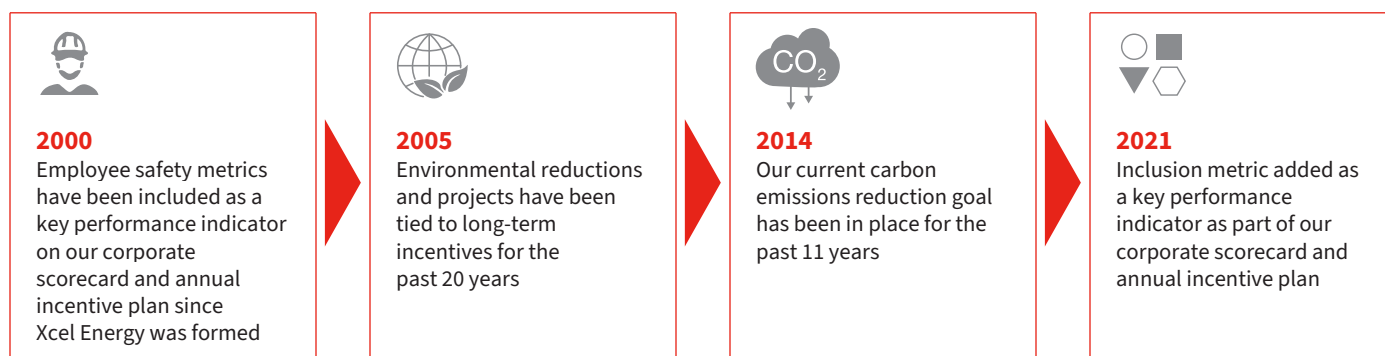 2000
Employee safety metrics
have been included as a
key performance indicator
on our corporate
scorecard and annual
incentive plan since
Xcel Energy was formed
2005
Environmental reductions
and projects have been
tied to long-term
incentives for the
past 20 years
CO₂
2014
Our current carbon
emissions reduction goal
has been in place for the
past 11 years
2021
Inclusion metric added as
a key performance
indicator as part of our
corporate scorecard and
annual incentive plan